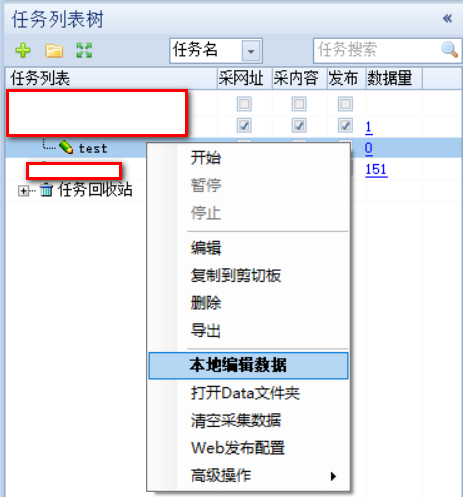 任务列表树 «
任务名 任务搜索
任务列表 采网址 采内容 发布 数据量
1
test 0
151
任务回收站
开始
暂停
停止
编辑
复制到剪切板
删除
导出
本地编辑数据
打开Data文件夹
清空采集数据
Web发布配置
高级操作